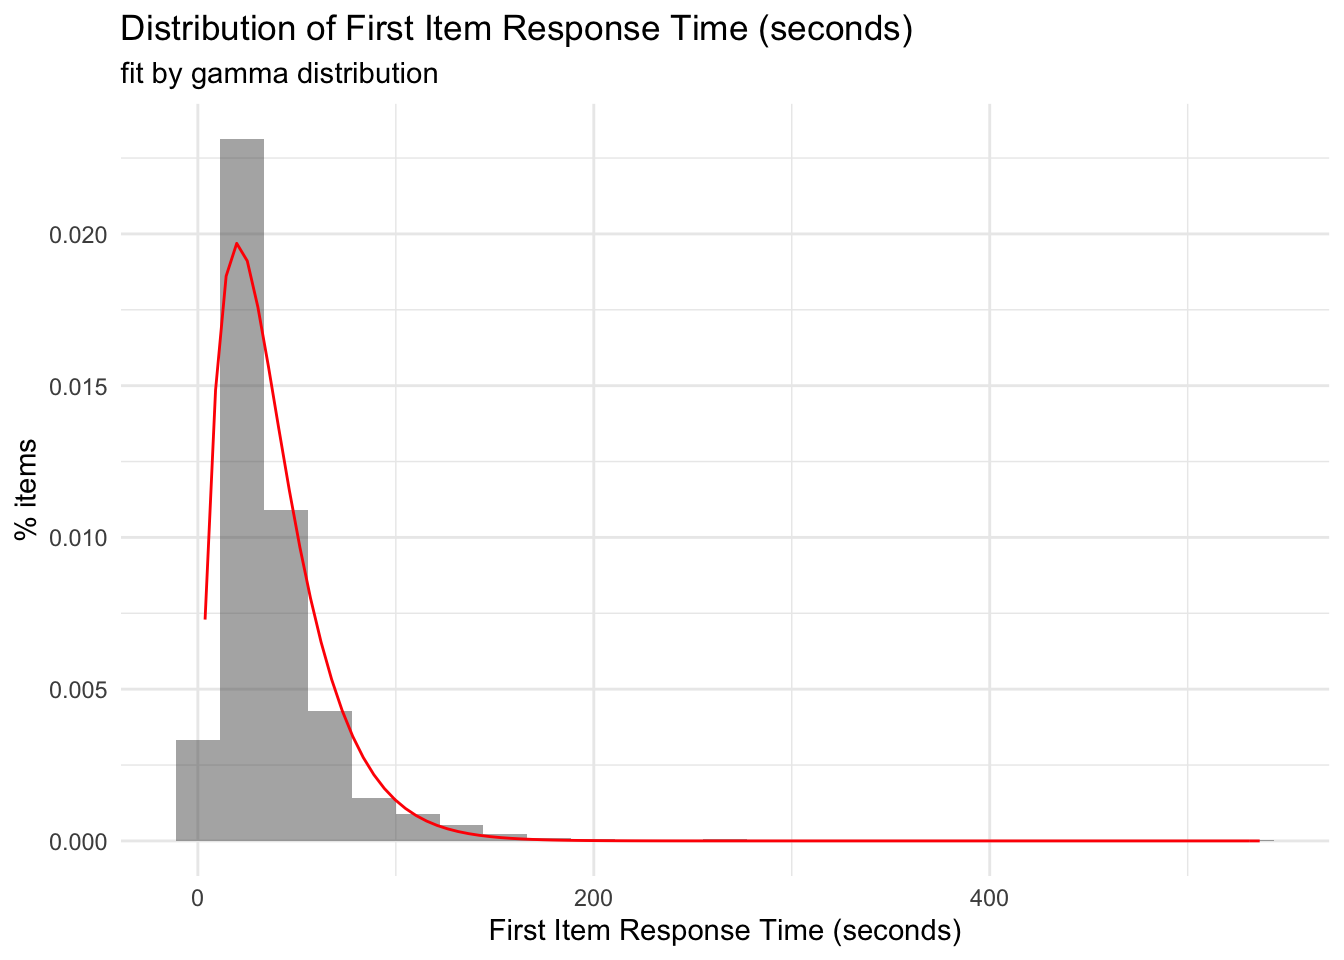 Distribution of First Item Response Time (seconds)
fit by gamma distribution
0.020
0.015
0.010
0.005
0.000
% items
0
200
400
First Item Response Time (seconds)